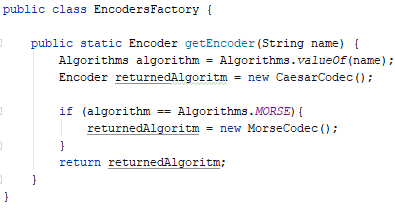 public class EncodersFactory {
public static Encoder getEncoder(String name) {
Algorithms algorithm = Algorithms.valueOf(name);
Encoder returnedAlgoritm = new CaesarCodec();
if (algorithm == Algorithms.MORSE){
returnedAlgoritm = new MorseCodec();
}
return returnedAlgoritm;
}
}